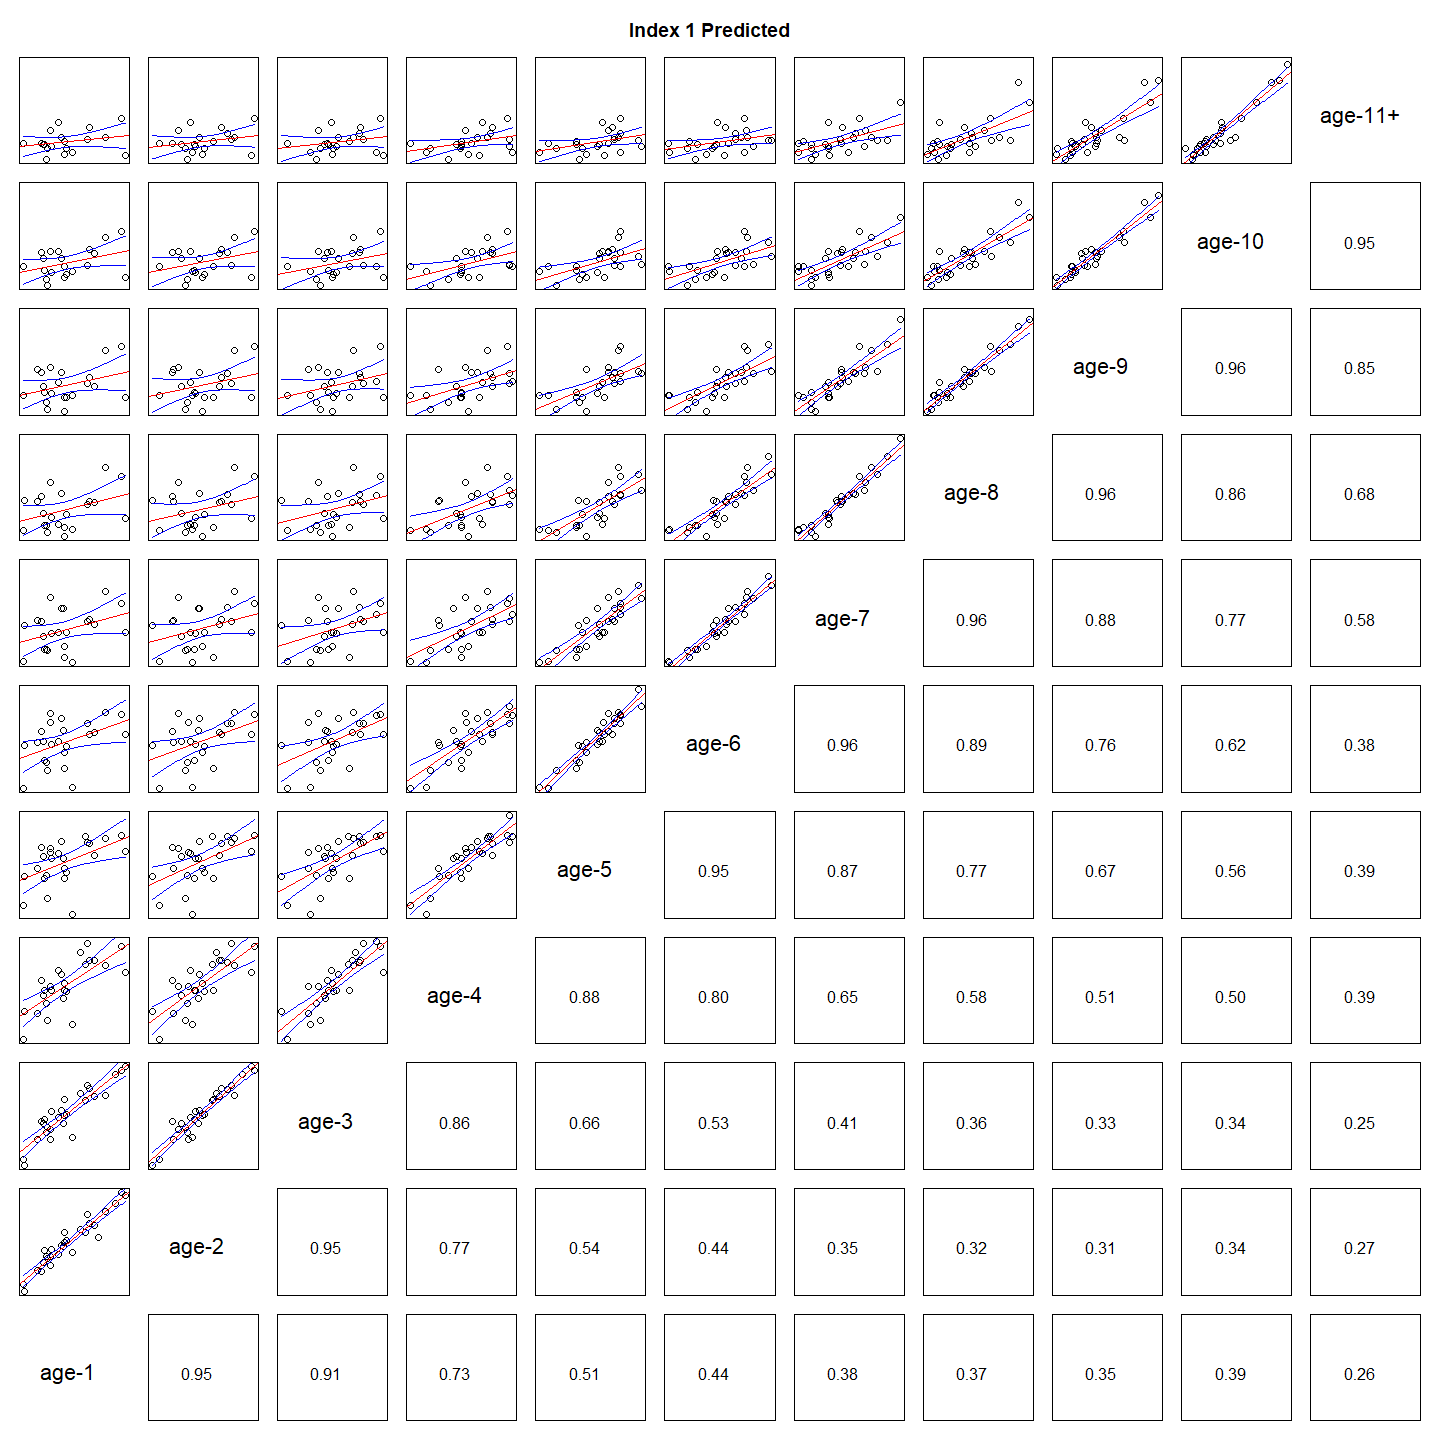 Index 1 Predicted
age-11+
age-10 0.95
age-9 0.96 0.85
age-8 0.96 0.86 0.68
age-7 0.96 0.88 0.77 0.58
age-6 0.96 0.89 0.76 0.62 0.38
age-5 0.95 0.87 0.77 0.67 0.56 0.39
age-4 0.88 0.80 0.65 0.58 0.51 0.50 0.39
age-3 0.86 0.66 0.53 0.41 0.36 0.33 0.34 0.25
age-2 0.95 0.77 0.54 0.44 0.35 0.32 0.31 0.34 0.27
age-1 0.95 0.91 0.73 0.51 0.44 0.38 0.37 0.35 0.39 0.26